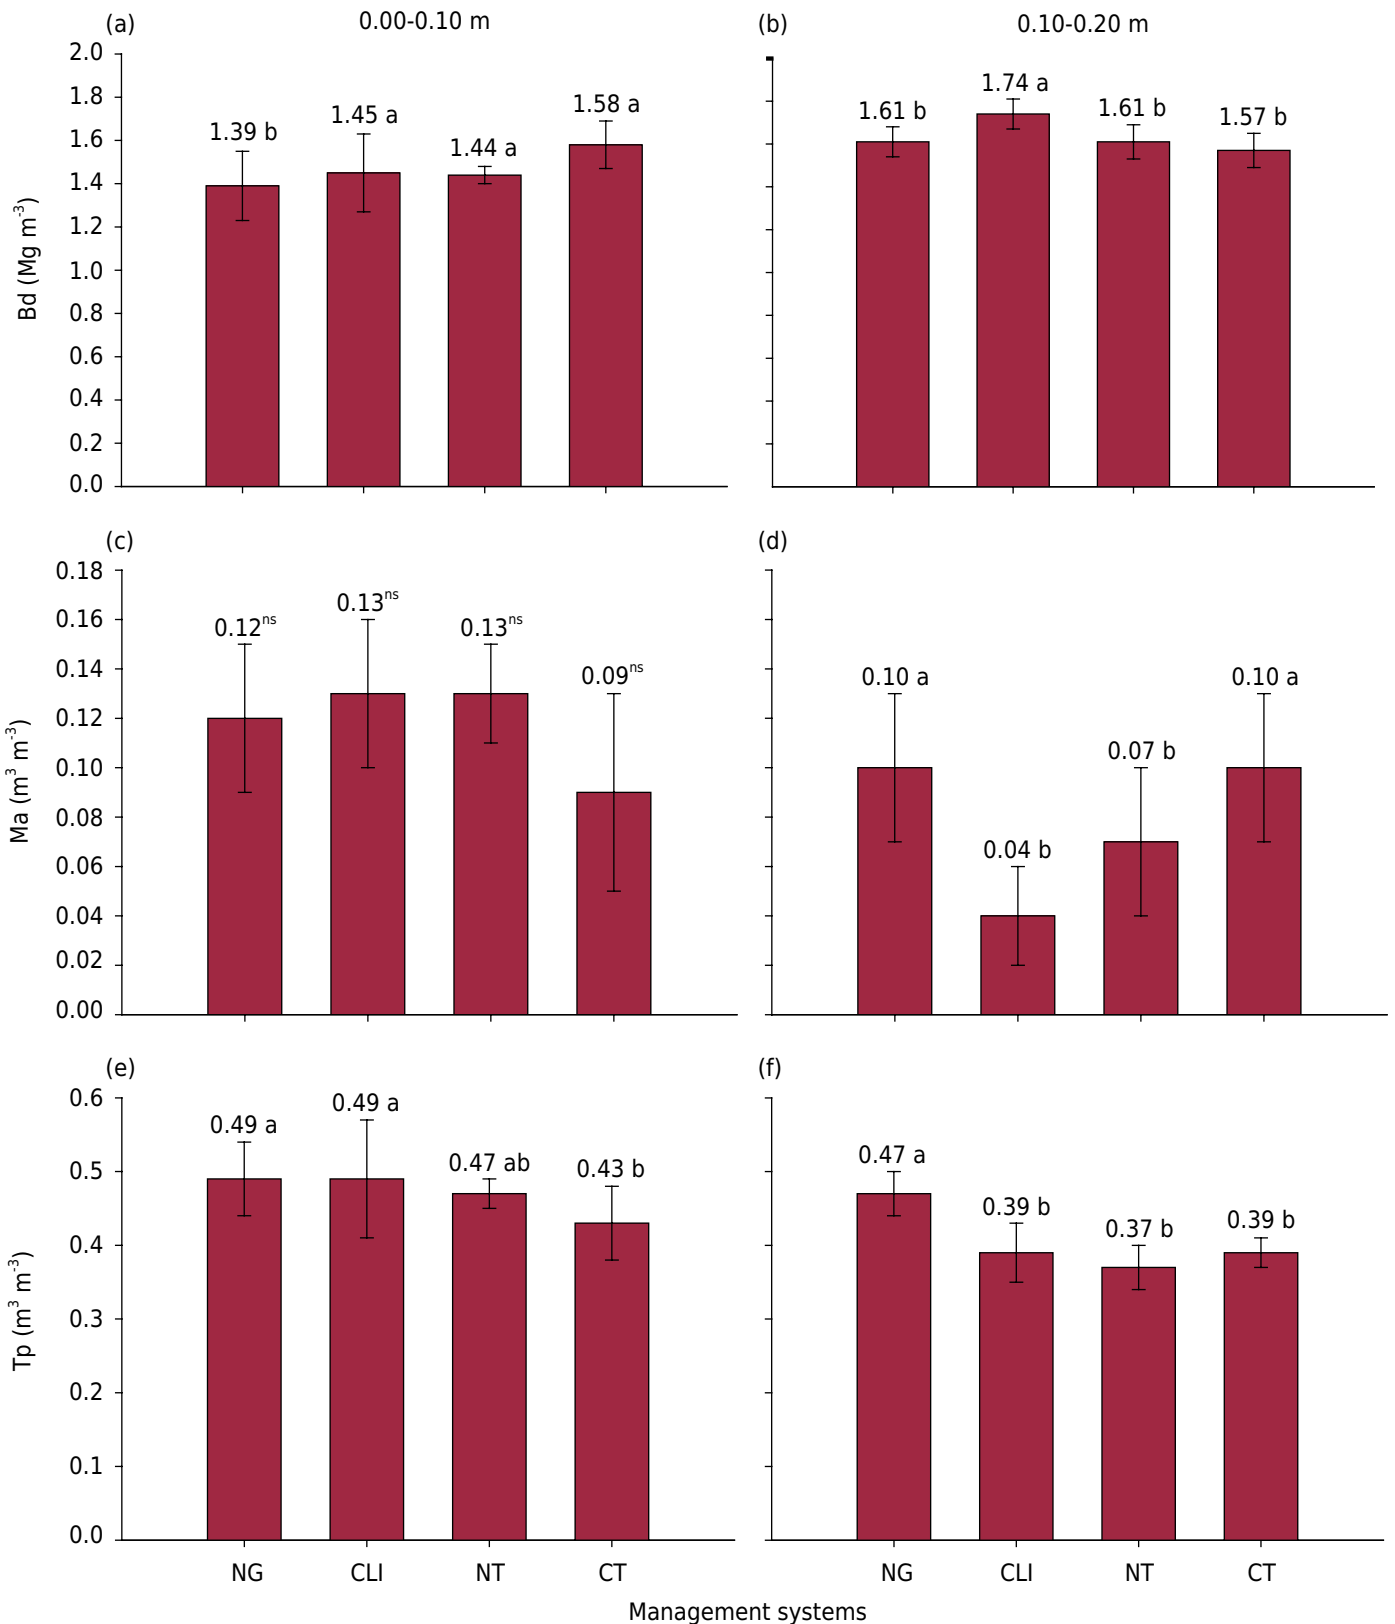 (a) 0.00-0.10 m
(b) 0.10-0.20 m
Bd (Mg m⁻³)
2.0
1.8
1.6
1.4
1.2
1.0
0.8
0.6
0.4
0.2
0.0
1.39 b
1.45 a
1.44 a
1.58 a
1.61 b
1.74 a
1.61 b
1.57 b
(c)
(d)
Ma (m³ m⁻³)
0.18
0.16
0.14
0.12
0.10
0.08
0.06
0.04
0.02
0.00
0.12ⁿˢ
0.13ⁿˢ
0.13ⁿˢ
0.09ⁿˢ
0.10 a
0.04 b
0.07 b
0.10 a
(e)
(f)
Tp (m³ m⁻³)
0.6
0.5
0.4
0.3
0.2
0.1
0.0
0.49 a
0.49 a
0.47 ab
0.43 b
0.47 a
0.39 b
0.37 b
0.39 b
NG CLI NT CT
NG CLI NT CT
Management systems